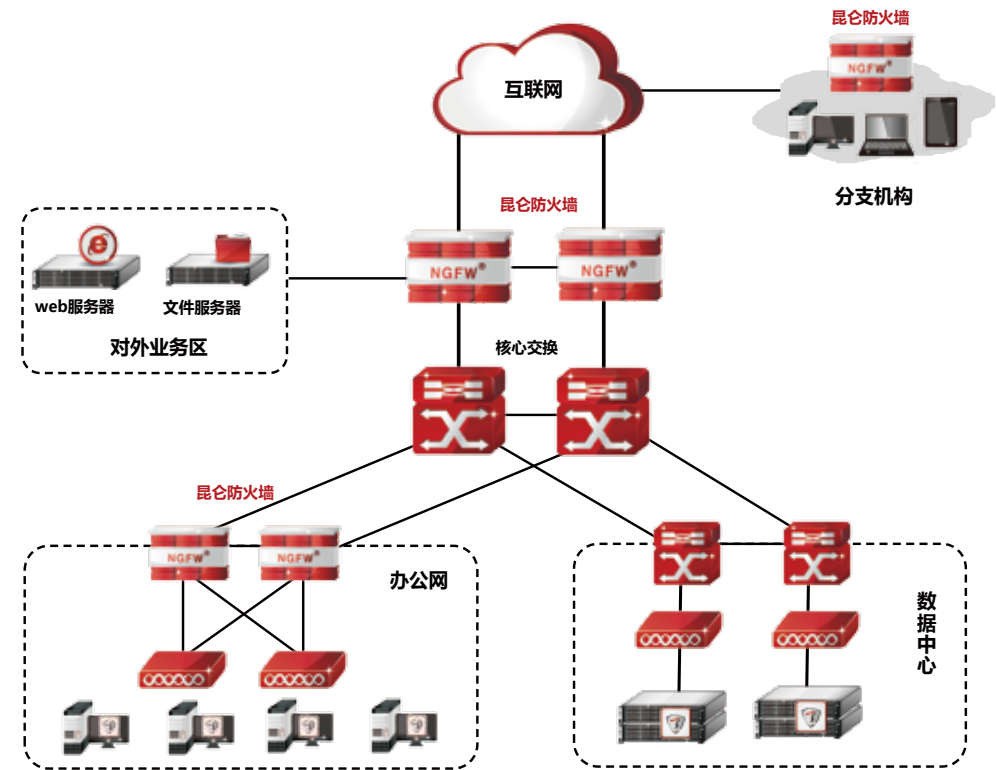 昆仑防火墙
NGFW®
互联网
分支机构
昆仑防火墙
NGFW®
NGFW®
web服务器
文件服务器
对外业务区
核心交换
昆仑防火墙
NGFW®
NGFW®
办公网
数据中心